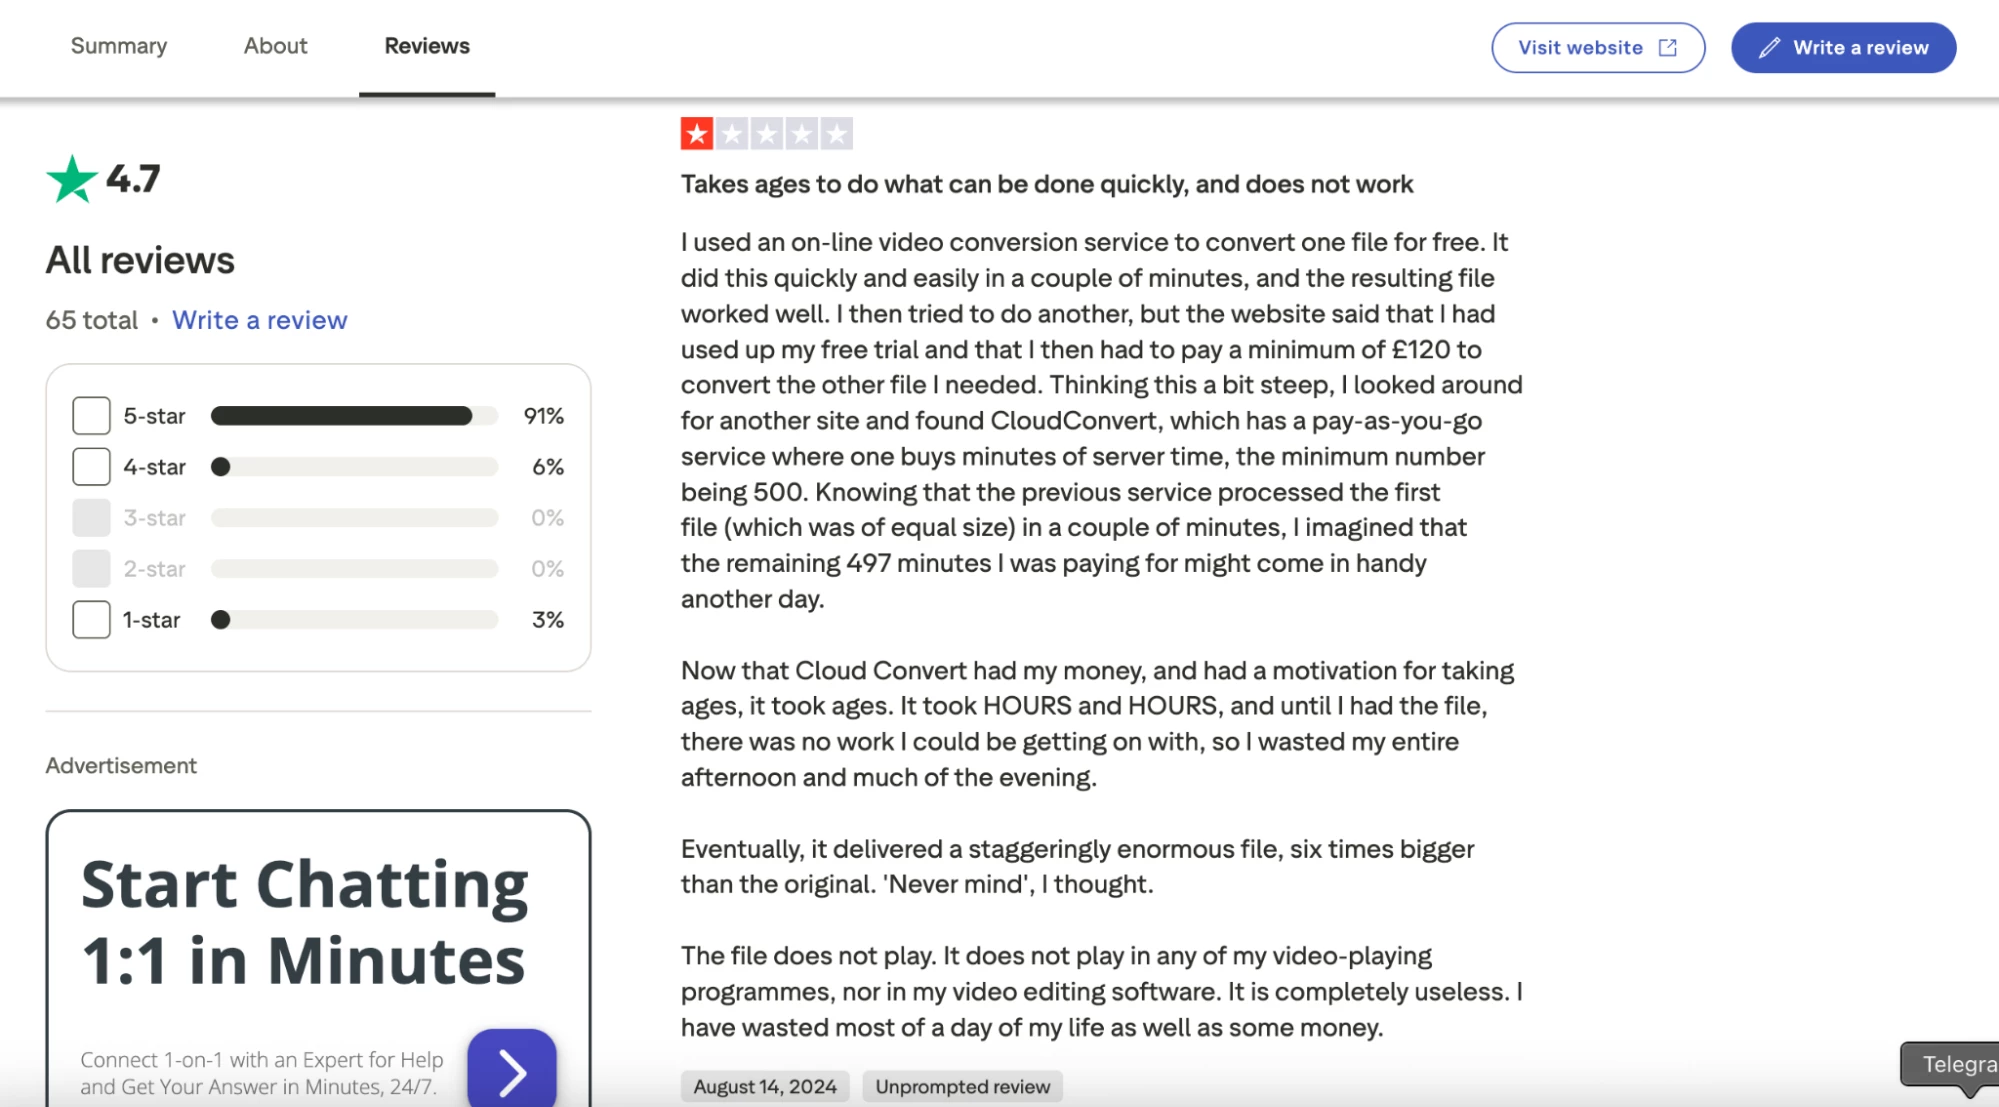 Summary
About
Reviews
Visit website
Write a review
4.7
All reviews
65 total • Write a review
5-star 91%
4-star 6%
3-star 0%
2-star 0%
1-star 3%
Advertisement
Start Chatting
1:1 in Minutes
Connect 1-on-1 with an Expert for Help
and Get Your Answer in Minutes, 24/7.
Takes ages to do what can be done quickly, and does not work
I used an on-line video conversion service to convert one file for free. It
did this quickly and easily in a couple of minutes, and the resulting file
worked well. I then tried to do another, but the website said that I had
used up my free trial and that I then had to pay a minimum of £120 to
convert the other file I needed. Thinking this a bit steep, I looked around
for another site and found CloudConvert, which has a pay-as-you-go
service where one buys minutes of server time, the minimum number
being 500. Knowing that the previous service processed the first
file (which was of equal size) in a couple of minutes, I imagined that
the remaining 497 minutes I was paying for might come in handy
another day.
Now that Cloud Convert had my money, and had a motivation for taking
ages, it took ages. It took HOURS and HOURS, and until I had the file,
there was no work I could be getting on with, so I wasted my entire
afternoon and much of the evening.
Eventually, it delivered a staggeringly enormous file, six times bigger
than the original. 'Never mind', I thought.
The file does not play. It does not play in any of my video-playing
programmes, nor in my video editing software. It is completely useless. I
have wasted most of a day of my life as well as some money.
August 14, 2024
Unprompted review
Telegra